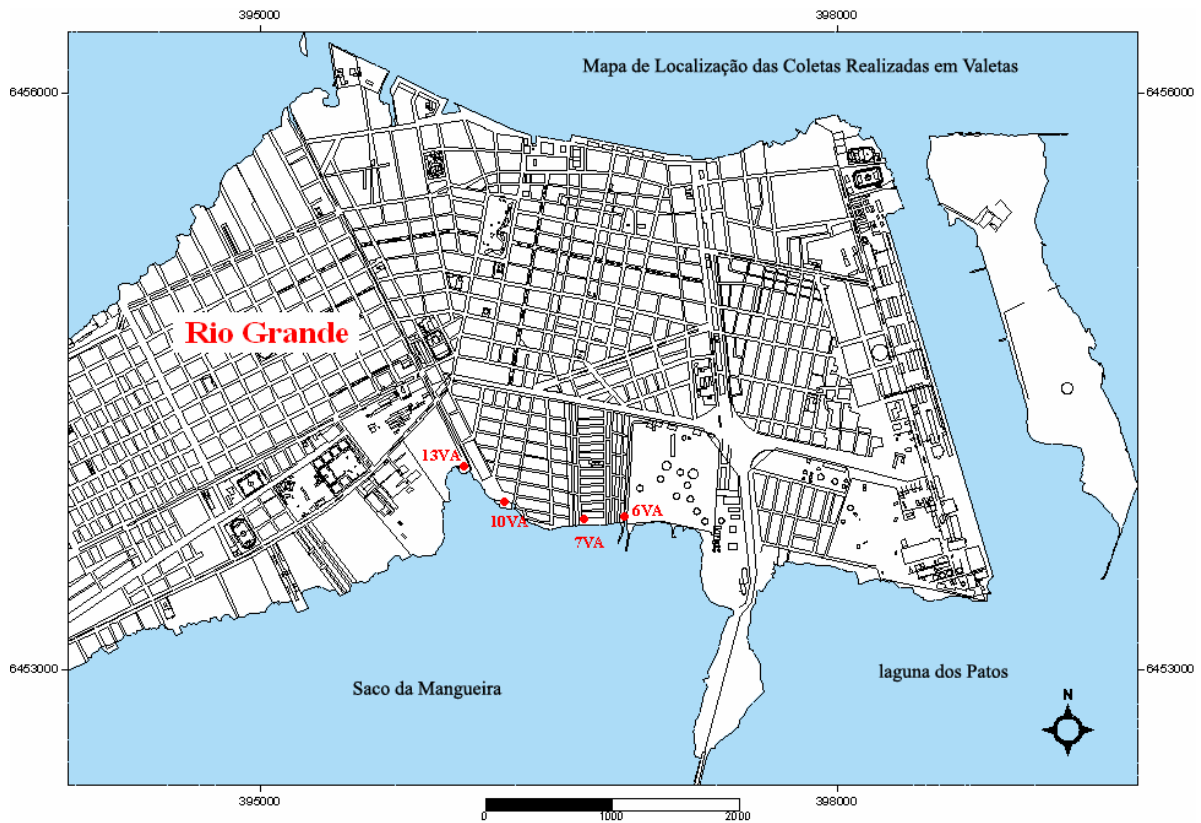 395000 398000
Mapa de Localização das Coletas Realizadas em Valetas
6456000 6456000
Rio Grande
13VA
10VA
6VA
7VA
6453000 6453000
laguna dos Patos
Saco da Mangueira
N
395000 398000
0 1000 2000